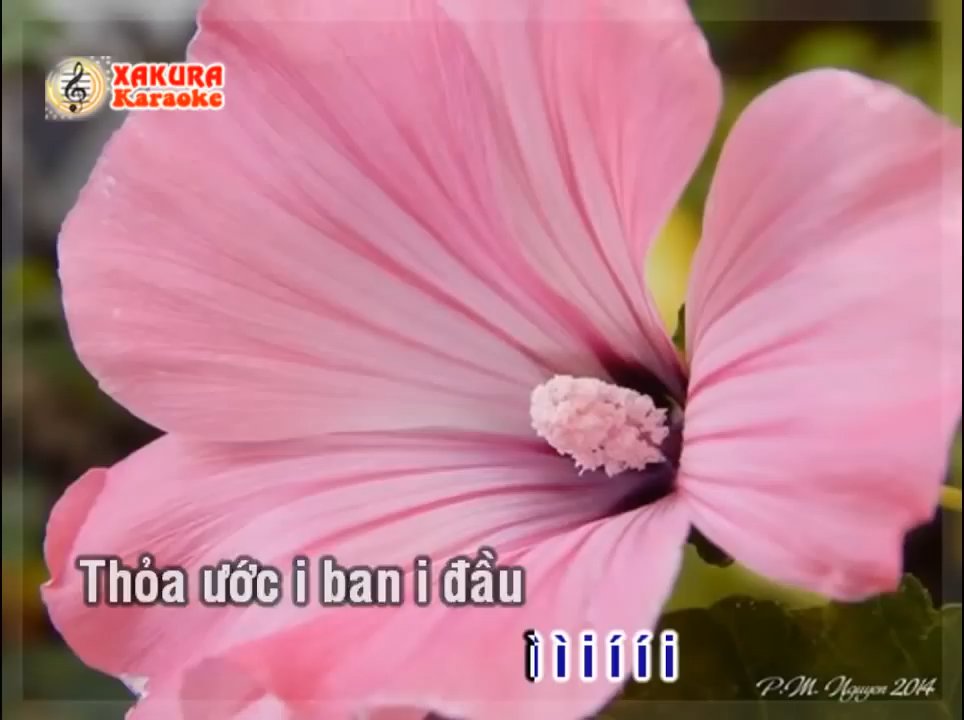 XAKURA
Karaoke
Thỏa ước i ban i đầu
ì ì i í í i
P.M. Nguyen 2014